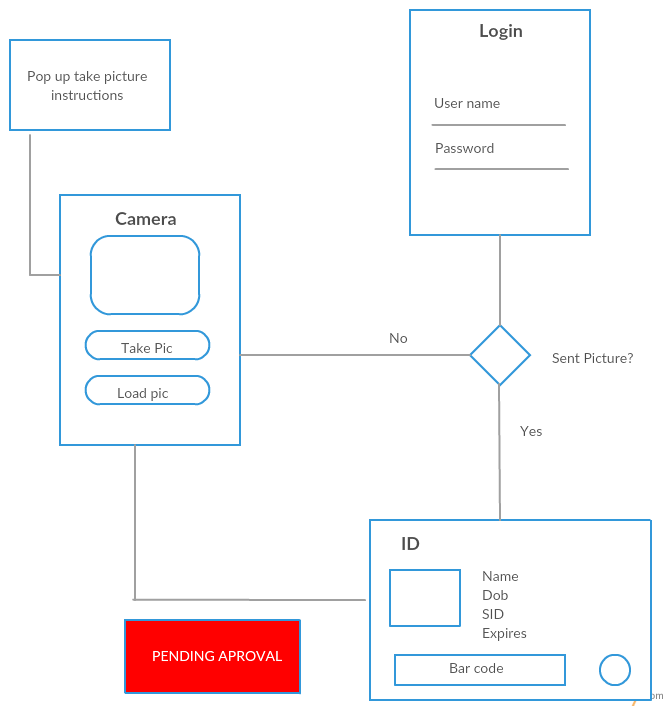 Login
Pop up take picture
instructions
User name
Password
Camera
Take Pic
Load pic
No
Sent Picture?
Yes
ID
Name
Dob
SID
Expires
Bar code
PENDING APROVAL